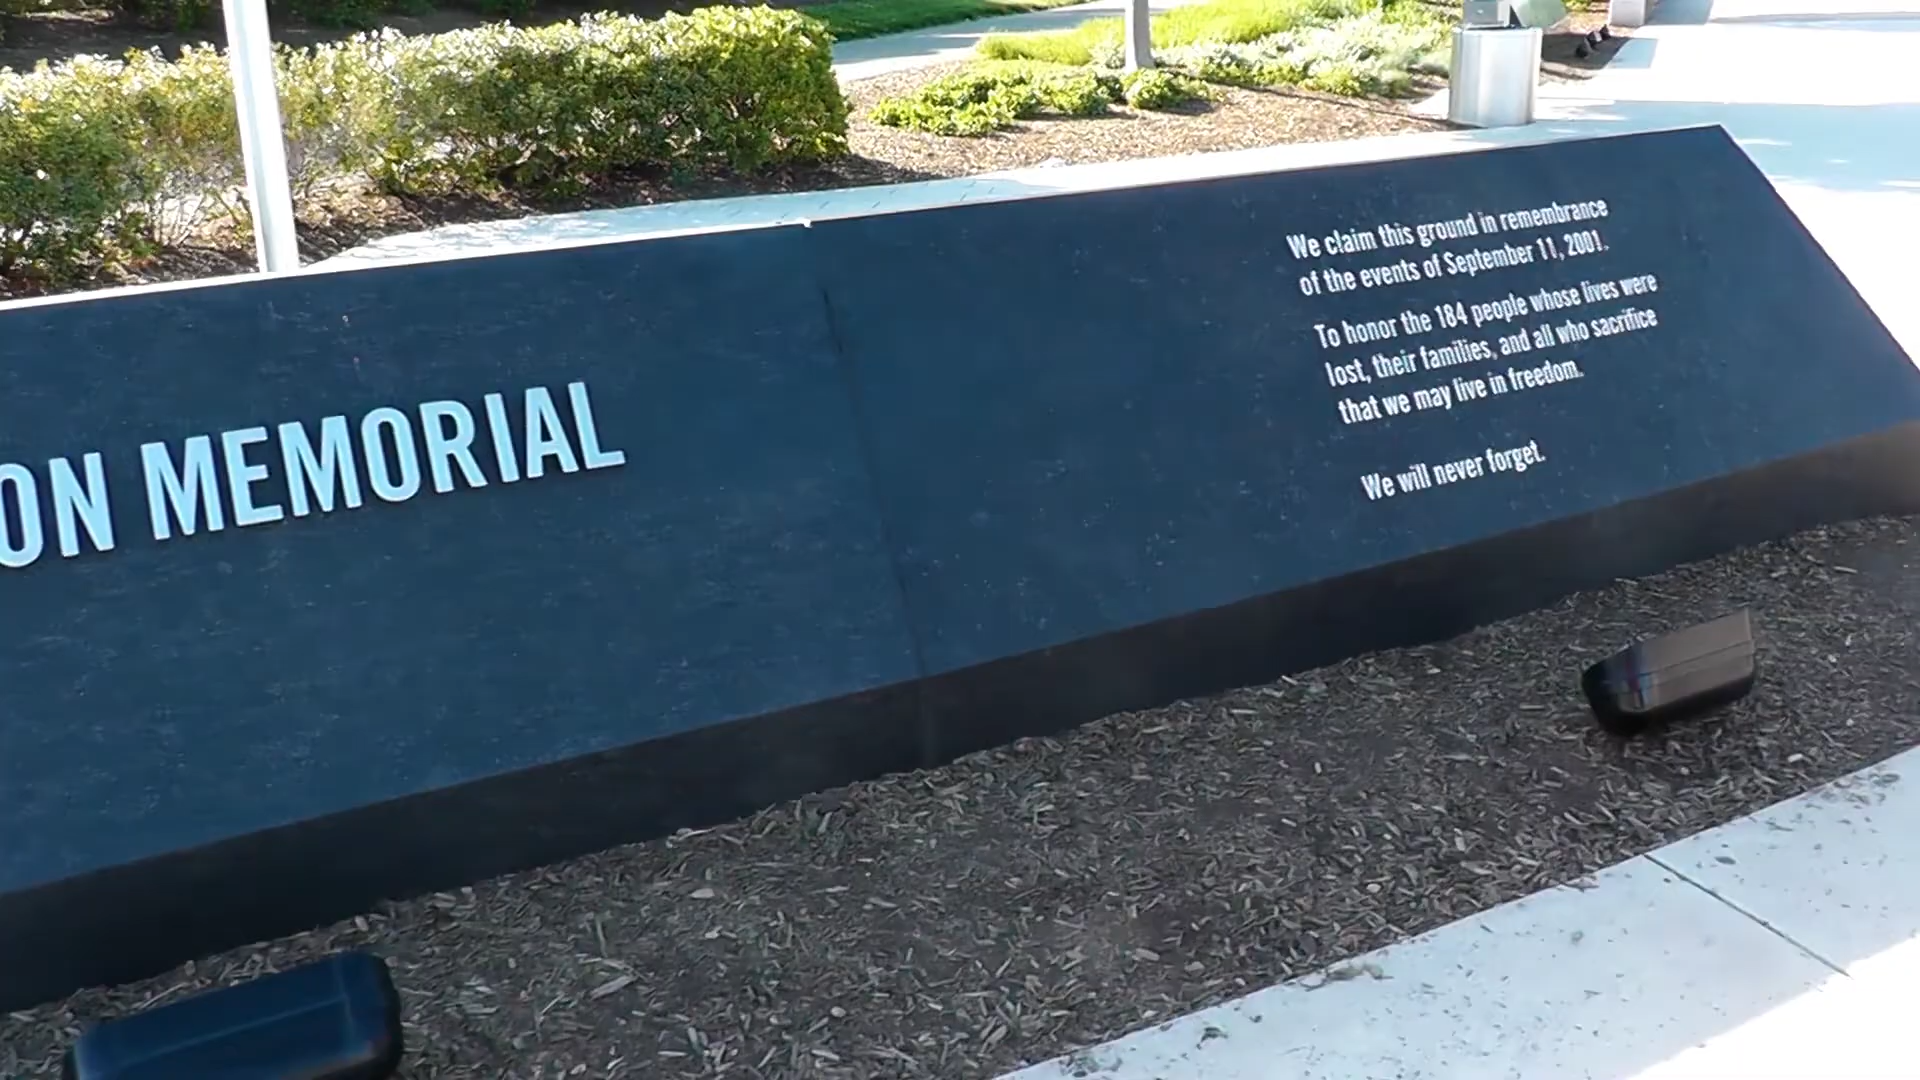 ON MEMORIAL
We claim this ground in remembrance
of the events of September 11, 2001.
To honor the 184 people whose lives were
lost, their families, and all who sacrifice
that we may live in freedom.
We will never forget.